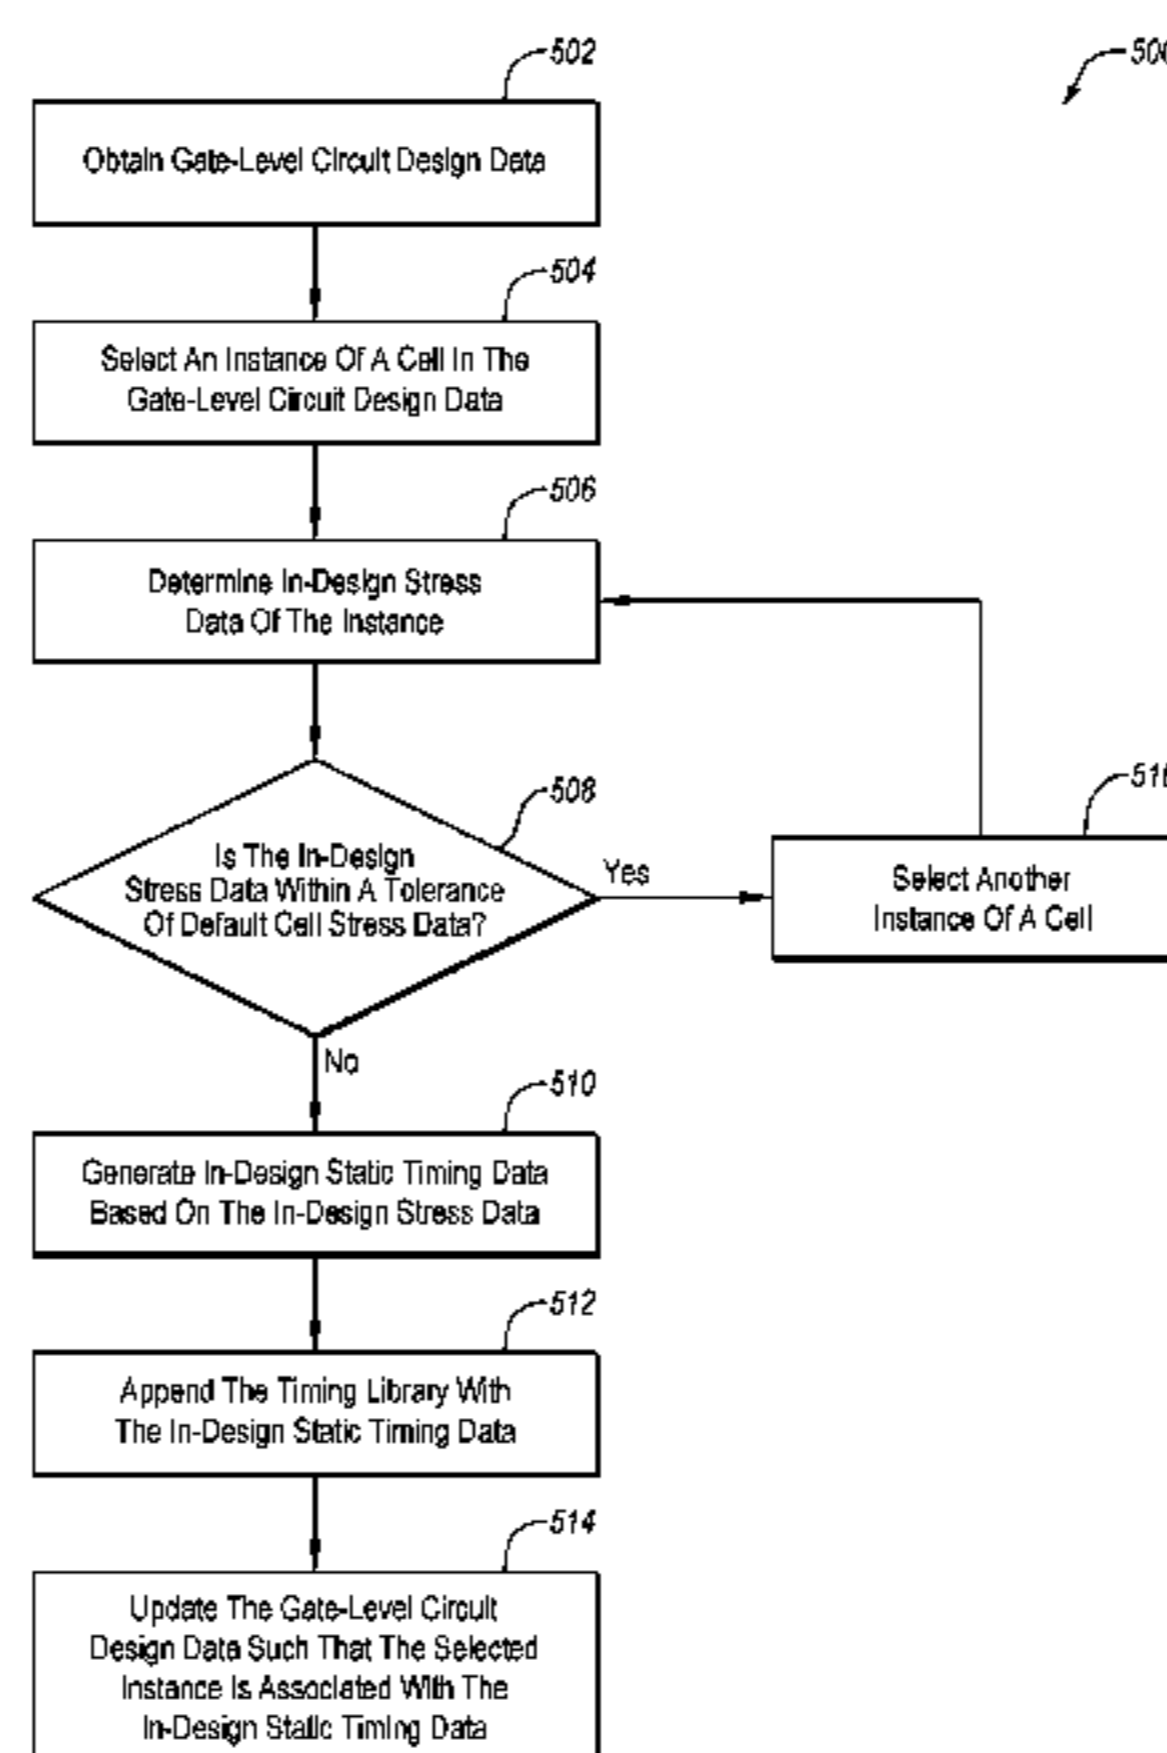 502
Obtain Gate-Level Circuit Design Data
504
Select An Instance Of A Cell In The
Gate-Level Circuit Design Data
506
Determine In-Design Stress
Data Of The Instance
508
Is The In-Design
Stress Data Within A Tolerance
Of Default Cell Stress Data?
Yes
Select Another
Instance Of A Cell
No
510
Generate In-Design Static Timing Data
Based On The In-Design Stress Data
512
Append The Timing Library With
The In-Design Static Timing Data
514
Update The Gate-Level Circuit
Design Data Such That The Selected
Instance Is Associated With The
In-Design Static Timing Data